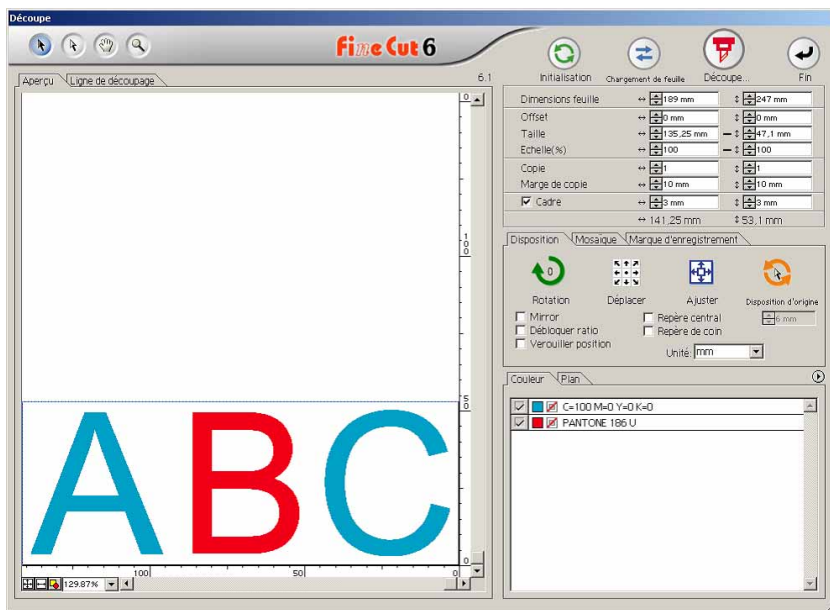 Découpe
Fine Cut 6
Initialisation Chargement de feuille Découpe... Fin
Aperçu Ligne de découpage 6.1
Dimensions feuille 189 mm 247 mm
Offset 0 mm 0 mm
Taille 135,25 mm 47,1 mm
Echelle(%) 100 100
Copie 1 1
Marge de copie 10 mm 10 mm
Cadre 3 mm 3 mm
141,25 mm 53,1 mm
Disposition Mosaïque Marque d'enregistrement
0
Rotation Déplacer Ajuster Disposition d'origine
Mirror Repère central 6 mm
Débloquer ratio Repère de coin
Verouiller position
Unité: mm
Couleur Plan
C=100 M=0 Y=0 K=0
PANTONE 186 U
0
100
50
ABC
0
100 50 0
129.87%